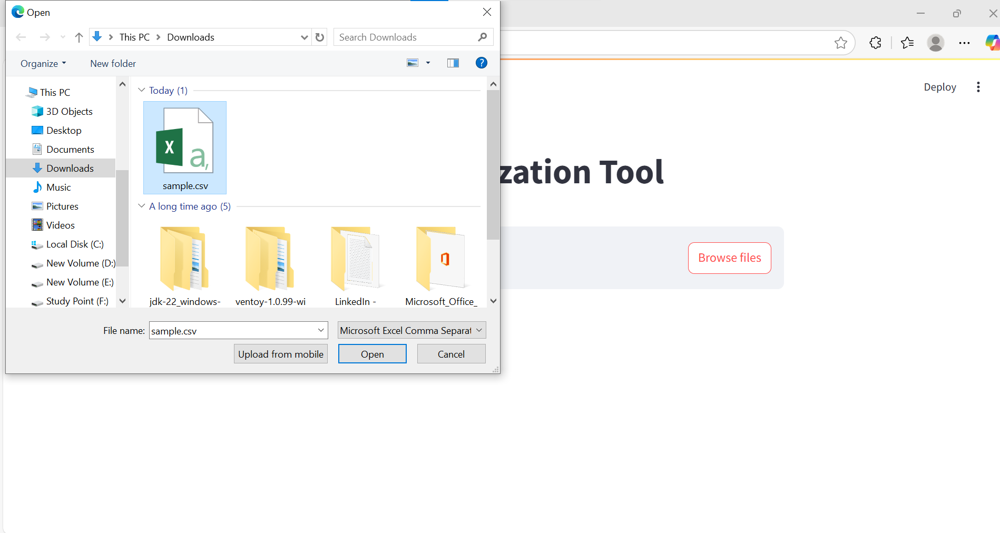 Open
This PC > Downloads
Search Downloads
Organize
New folder
?
This PC
3D Objects
Desktop
Documents
Downloads
Music
Pictures
Videos
Local Disk (C:)
New Volume (D:)
New Volume (E:)
Study Point (F:)
Today (1)
X
a,
sample.csv
A long time ago (5)
jdk-22_windows-
ventoy-1.0.99-wi
LinkedIn -
Microsoft_Office_
File name:
sample.csv
Microsoft Excel Comma Separat
Upload from mobile
Open
Cancel
Deploy
zation Tool
Browse files